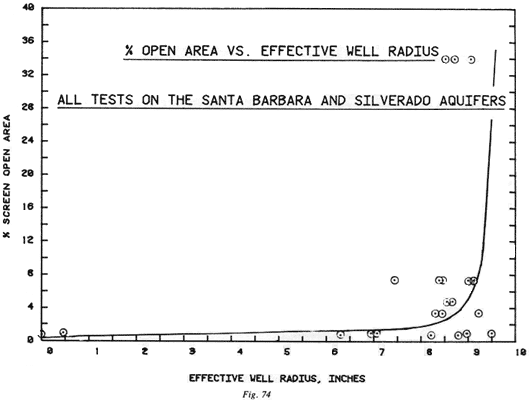 40
36
32
28
24
20
16
12
8
4
0
% SCREEN OPEN AREA
% OPEN AREA VS. EFFECTIVE WELL RADIUS
ALL TESTS ON THE SANTA BARBARA AND SILVERADO AQUIFERS
0 1 2 3 4 5 6 7 8 9 10
EFFECTIVE WELL RADIUS, INCHES
Fig. 74